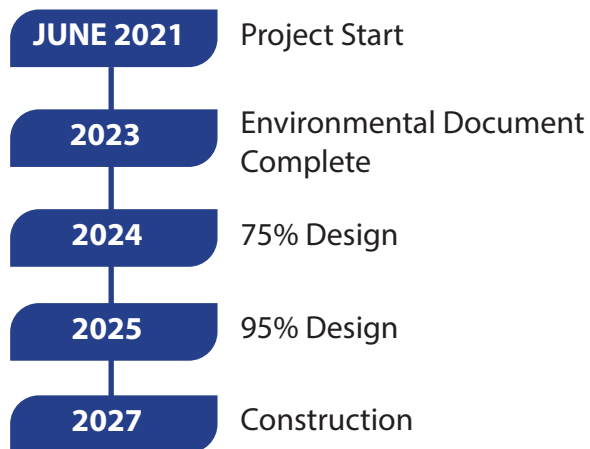 JUNE 2021 Project Start
2023 Environmental Document
Complete
2024 75% Design
2025 95% Design
2027 Construction